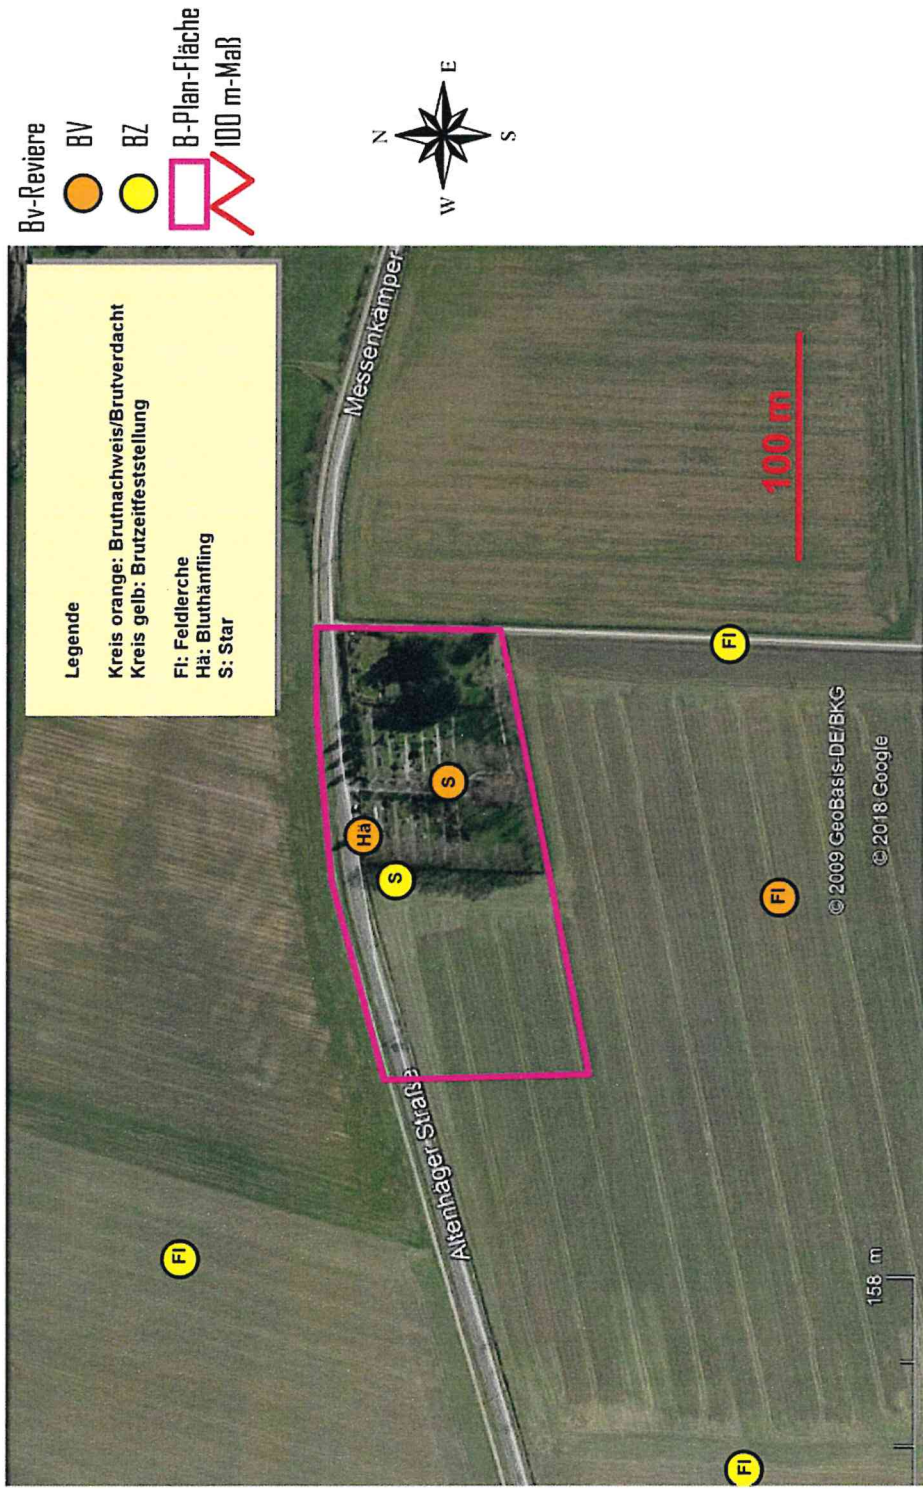 Bv-Reviere
BV
BZ
B-Plan-Fläche
100 m-Maß
N
E
S
W
Legende
Kreis orange: Brutnachweis/Brutverdacht
Kreis gelb: Brutzeitfeststellung
Fl: Feldlerche
Hä: Bluthänfling
S: Star
Messenkämper
Altenhäger Straße
Fl
Hä
S
S
Fl
Fl
Fl
100 m
© 2009 GeoBasis-DE/BKG
© 2018 Google
158 m